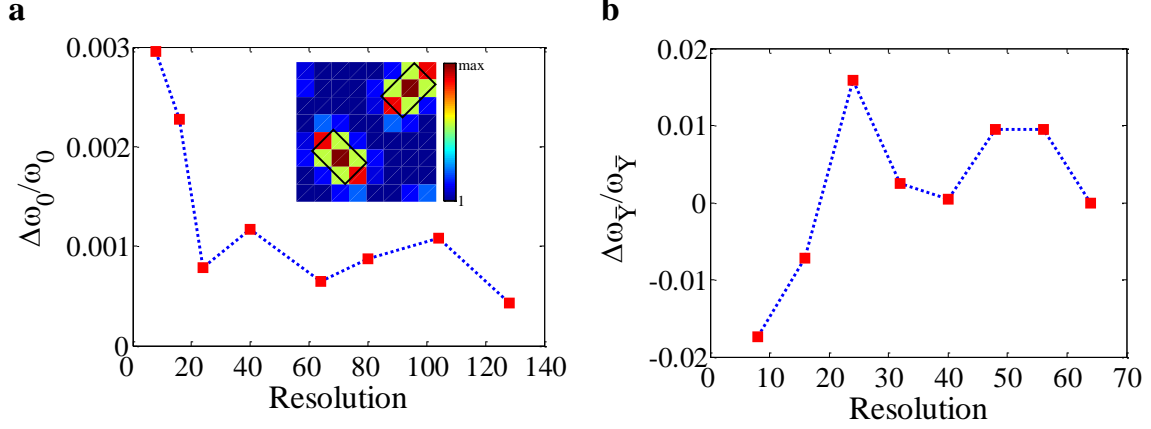 a
0.003
0.002
0.001
0
Δω₀/ω₀
max
1
0 20 40 60 80 100 120 140
Resolution
b
0.02
0.01
0
-0.01
-0.02
Δω_Ȳ/ω_Ȳ
0 10 20 30 40 50 60 70
Resolution